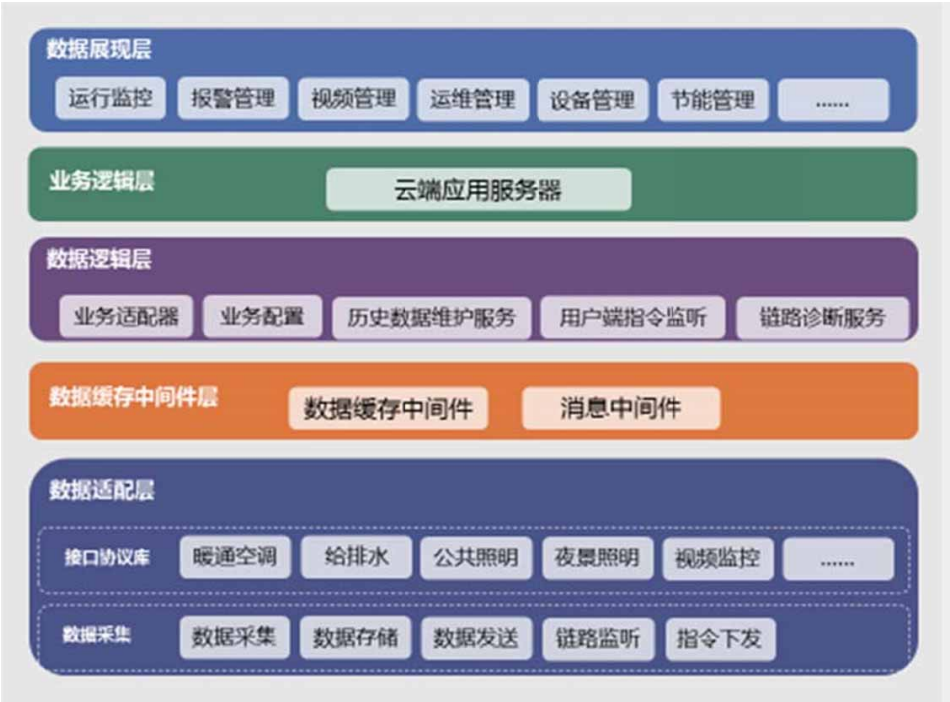 数据展现层
运行监控 报警管理 视频管理 运维管理 设备管理 节能管理 ......
业务逻辑层
云端应用服务器
数据逻辑层
业务适配器 业务配置 历史数据维护服务 用户端指令监听 链路诊断服务
数据缓存中间件层
数据缓存中间件 消息中间件
数据适配层
接口协议库 暖通空调 给排水 公共照明 夜景照明 视频监控 ......
数据采集 数据采集 数据存储 数据发送 链路监听 指令下发